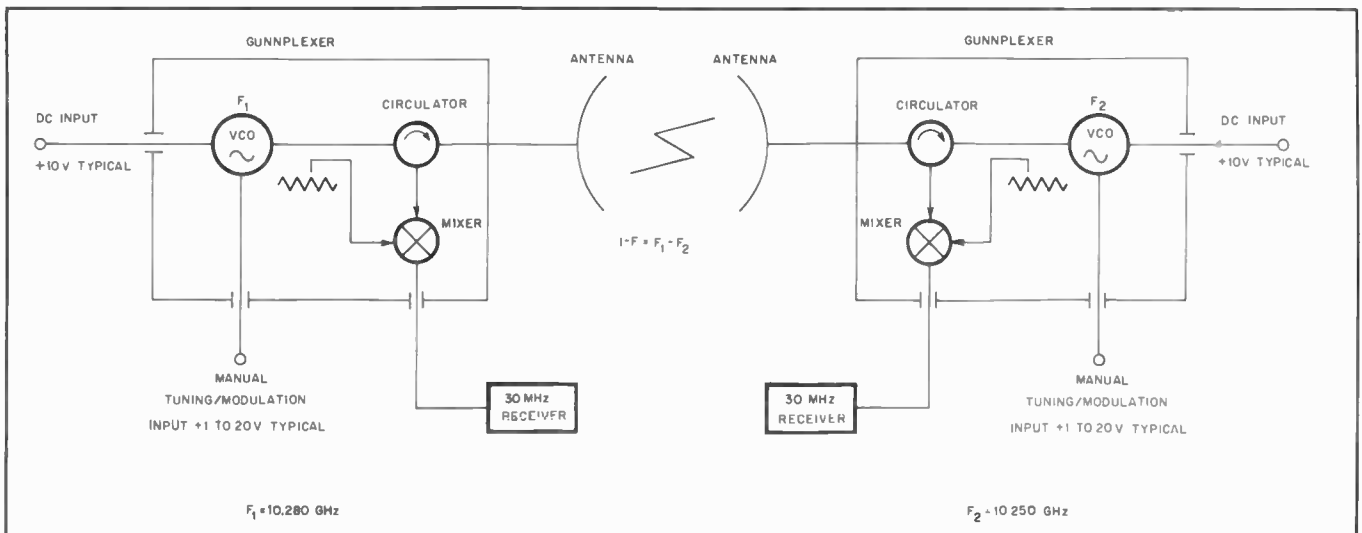 GUNNPLEXER
GUNNPLEXER
ANTENNA
ANTENNA
F1
CIRCULATOR
CIRCULATOR
F2
DC INPUT
VCO
VCO
DC INPUT
+10V TYPICAL
+10V TYPICAL
MIXER
MIXER
I-F = F1-F2
MANUAL
TUNING/MODULATION
INPUT +1 TO 20V TYPICAL
30 MHz
RECEIVER
30 MHz
RECEIVER
MANUAL
TUNING/MODULATION
INPUT +1 TO 20V TYPICAL
F1 = 10.280 GHz
F2 = 10 250 GHz